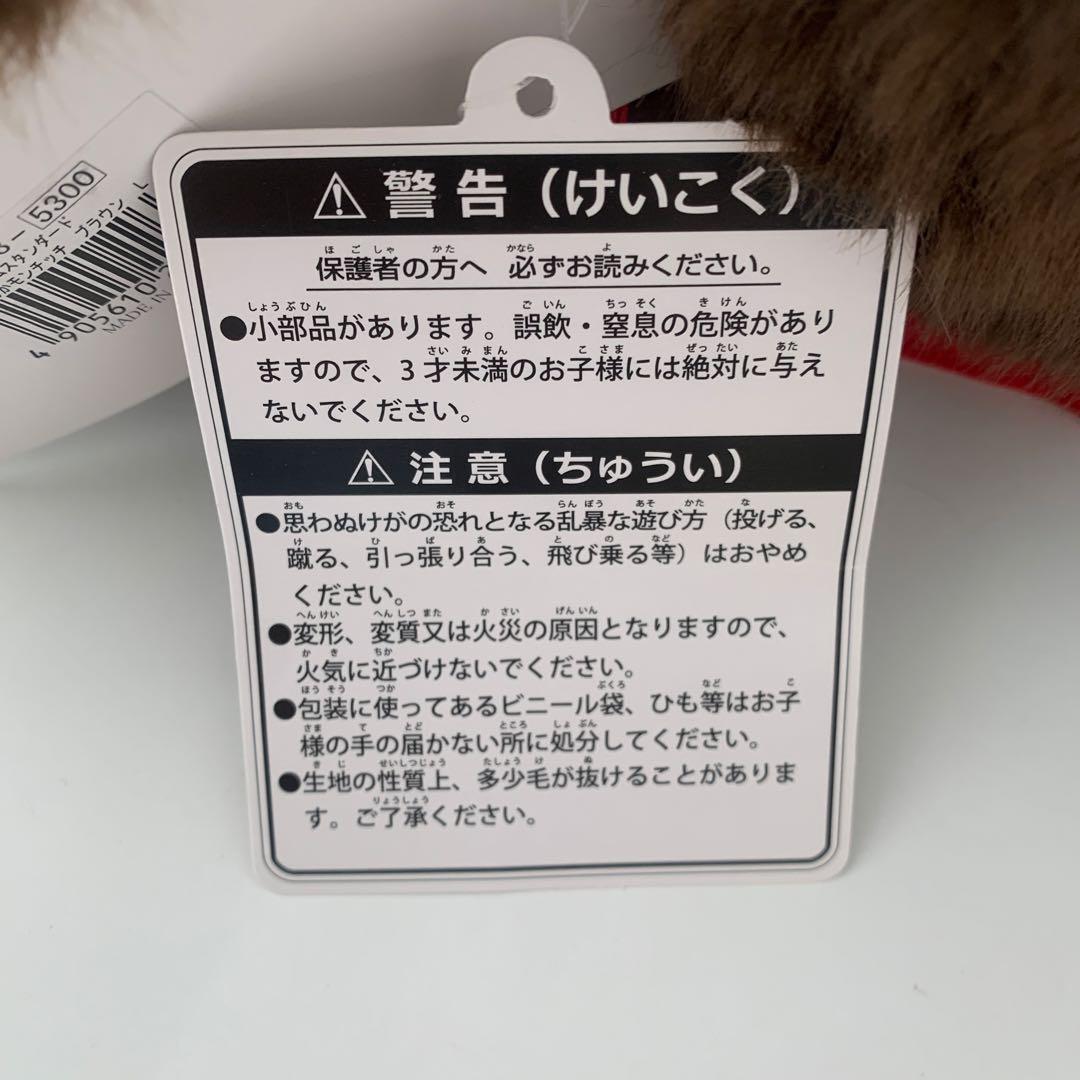 5300
スタンダード
モンチッチ ブラウン L
4905610
MADE IN
⚠ 警告（けいこく）
保護者の方へ 必ずお読みください。
●小部品があります。誤飲・窒息の危険があり
ますので、3才未満のお子様には絶対に与え
ないでください。
⚠ 注意（ちゅうい）
●思わぬけがの恐れとなる乱暴な遊び方（投げる、
蹴る、引っ張り合う、飛び乗る等）はおやめ
ください。
●変形、変質又は火災の原因となりますので、
火気に近づけないでください。
●包装に使ってあるビニール袋、ひも等はお子
様の手の届かない所に処分してください。
●生地の性質上、多少毛が抜けることがありま
す。ご了承ください。